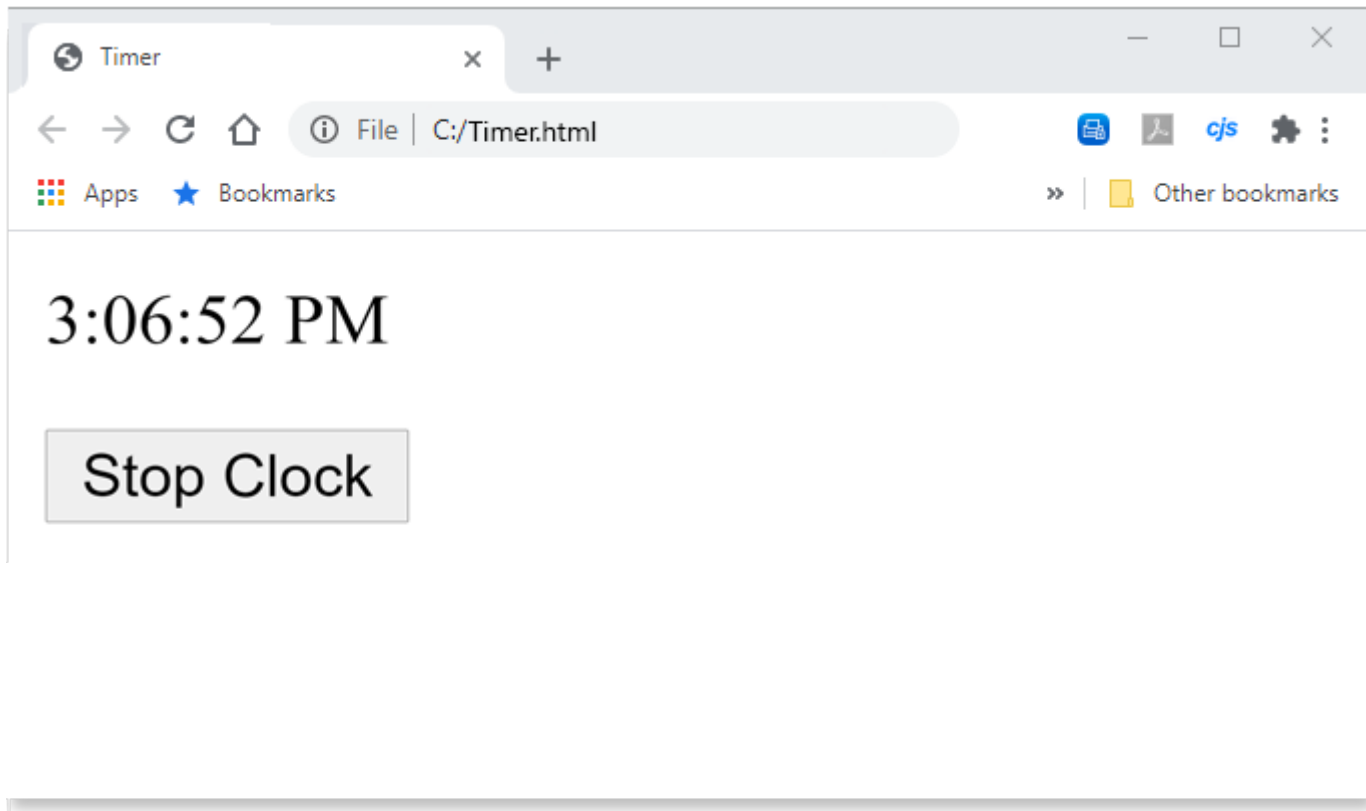 Timer
File C:/Timer.html
cjs
Apps Bookmarks » Other bookmarks
3:06:52 PM
Stop Clock